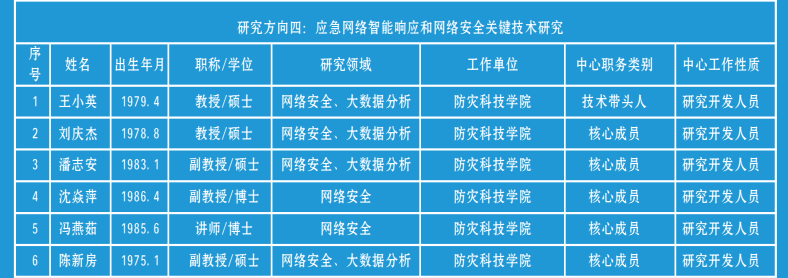 研究方向四：应急网络智能响应和网络安全关键技术研究
序号 姓名 出生年月 职称/学位 研究领域 工作单位 中心职务类别 中心工作性质
1 王小英 1979.4 教授/硕士 网络安全、大数据分析 防灾科技学院 技术带头人 研究开发人员
2 刘庆杰 1978.8 教授/硕士 网络安全、大数据分析 防灾科技学院 核心成员 研究开发人员
3 潘志安 1983.1 副教授/硕士 网络安全、大数据分析 防灾科技学院 核心成员 研究开发人员
4 沈焱萍 1986.4 副教授/博士 网络安全 防灾科技学院 核心成员 研究开发人员
5 冯燕茹 1985.6 讲师/博士 网络安全 防灾科技学院 核心成员 研究开发人员
6 陈新房 1975.1 副教授/硕士 网络安全、大数据分析 防灾科技学院 核心成员 研究开发人员